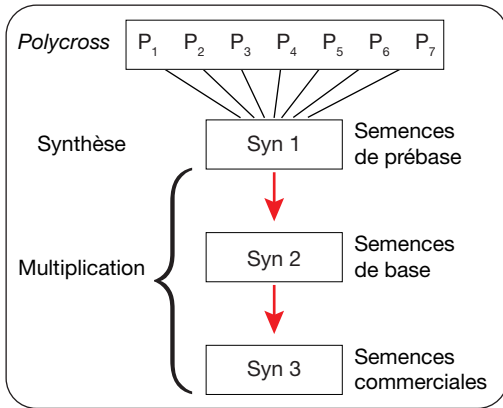 Polycross P₁ P₂ P₃ P₄ P₅ P₆ P₇
Synthèse Syn 1 Semences
de prébase
Multiplication Syn 2 Semences
de base
Syn 3 Semences
commerciales